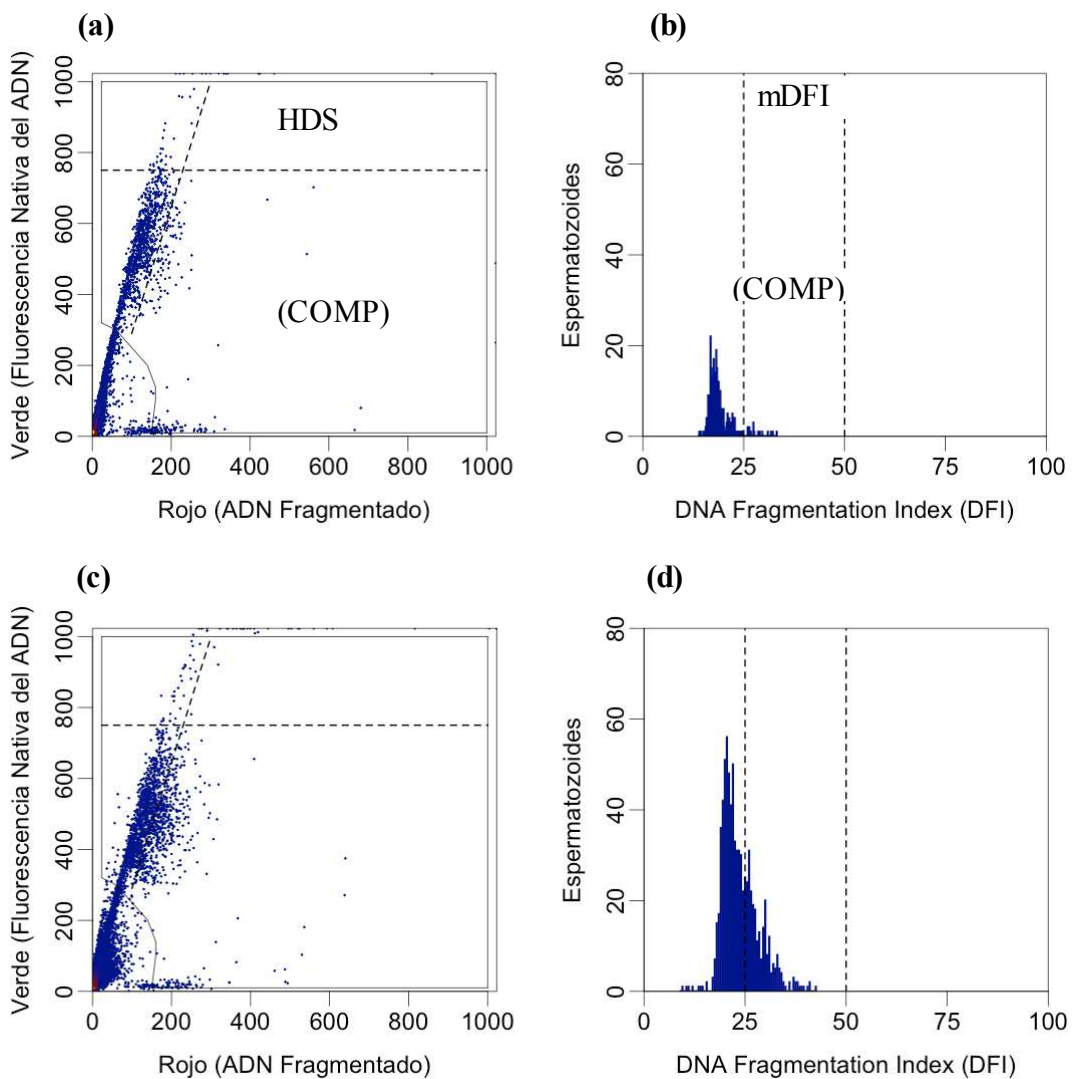 (a)
Verde (Fluorescencia Nativa del ADN)
1000
800
600
400
200
0
HDS
(COMP)
0 200 400 600 800 1000
Rojo (ADN Fragmentado)
(b)
Espermatozoides
80
60
40
20
0
mDFI
(COMP)
0 25 50 75 100
DNA Fragmentation Index (DFI)
(c)
Verde (Fluorescencia Nativa del ADN)
1000
800
600
400
200
0
0 200 400 600 800 1000
Rojo (ADN Fragmentado)
(d)
Espermatozoides
80
60
40
20
0
0 25 50 75 100
DNA Fragmentation Index (DFI)